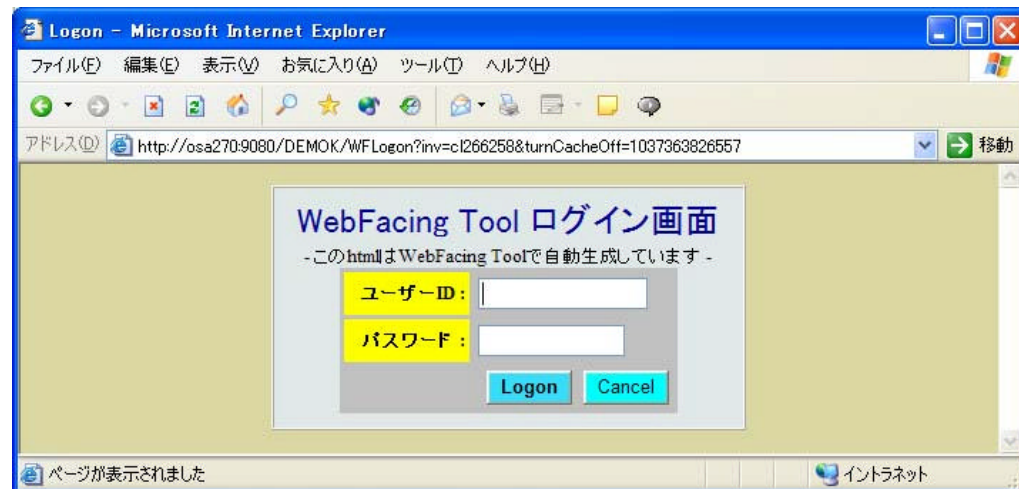 Logon - Microsoft Internet Explorer
ファイル(F) 編集(E) 表示(V) お気に入り(A) ツール(T) ヘルプ(H)
アドレス(D) http://osa270:9080/DEMOK/WFLogon?inv=cl266258&turnCacheOff=1037363826557 移動
WebFacing Tool ログイン画面
-このhtmlはWebFacing Toolで自動生成しています -
ユーザーID :
パスワード :
Logon Cancel
ページが表示されました イントラネット